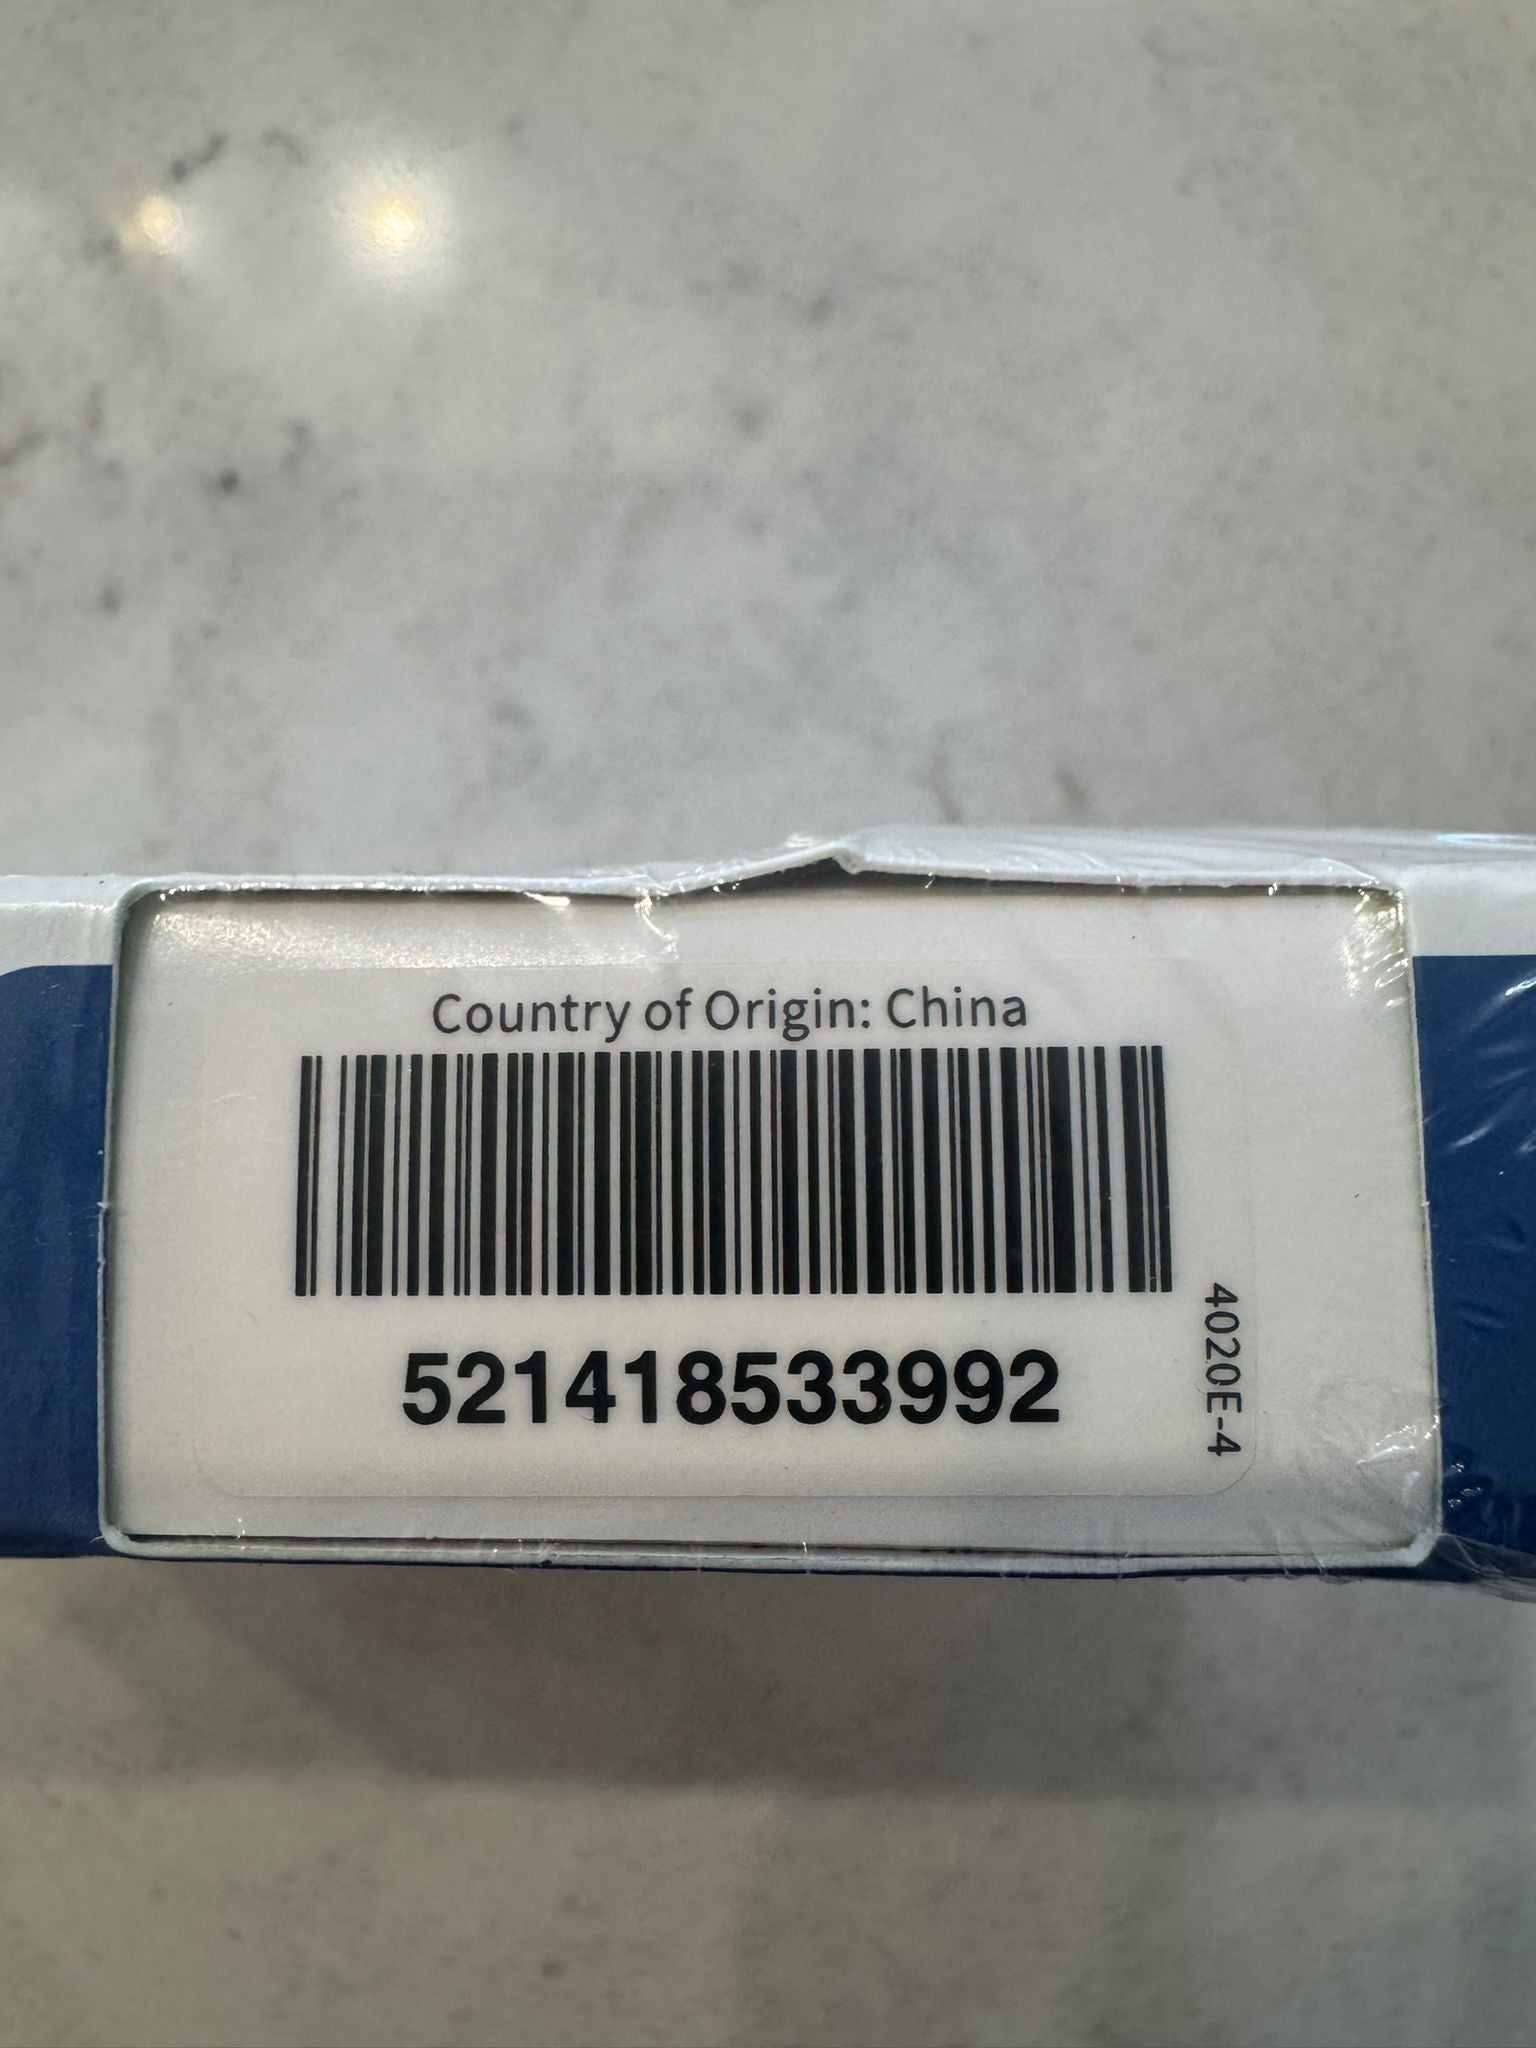 Country of Origin: China
521418533992
4020E-4